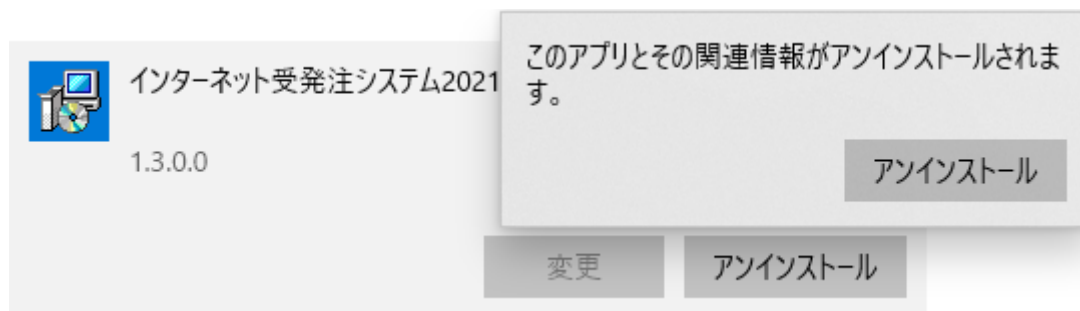 インターネット受発注システム2021
1.3.0.0
このアプリとその関連情報がアンインストールされま
す。
アンインストール
変更
アンインストール